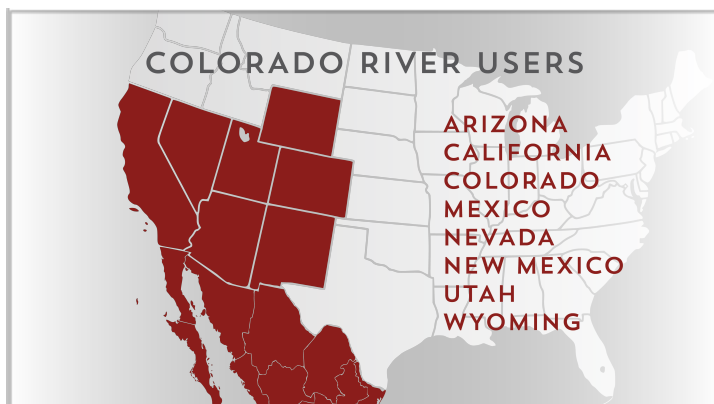 COLORADO RIVER USERS
ARIZONA
CALIFORNIA
COLORADO
MEXICO
NEVADA
NEW MEXICO
UTAH
WYOMING